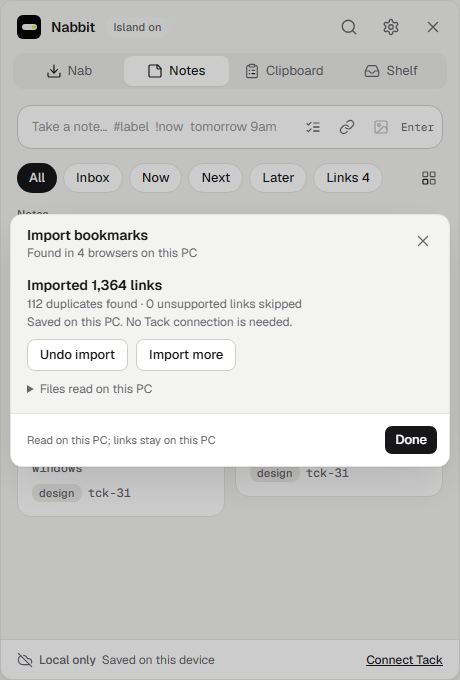 Nabbit Island on
Nab Notes Clipboard Shelf
Take a note… #label !now tomorrow 9am Enter
All Inbox Now Next Later Links 4
Notes
Import bookmarks
Found in 4 browsers on this PC
Imported 1,364 links
112 duplicates found · 0 unsupported links skipped
Saved on this PC. No Tack connection is needed.
Undo import Import more
Files read on this PC
Read on this PC; links stay on this PC
Done
windows
design tck-31
design tck-31
Local only Saved on this device
Connect Tack